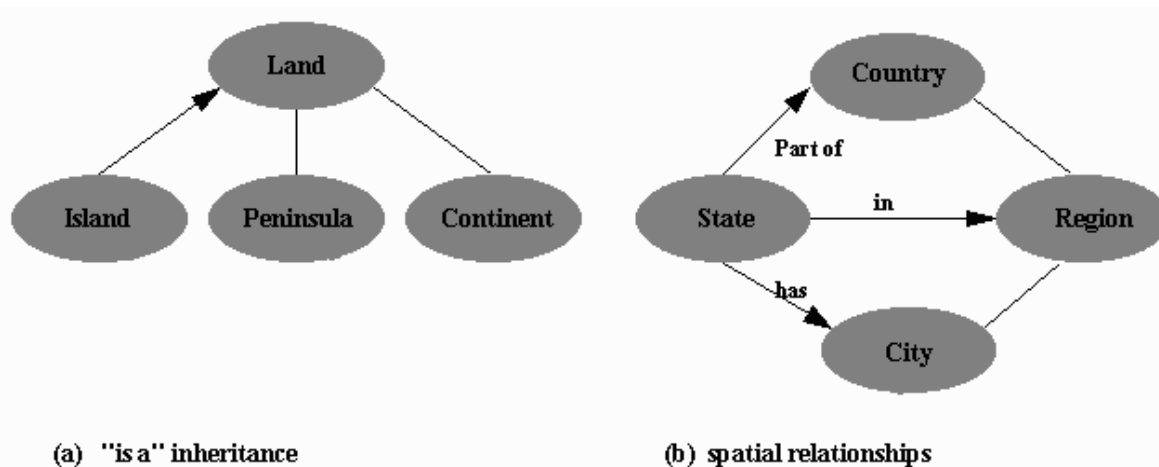 Land
Island
Peninsula
Continent
(a) "is a" inheritance
Country
Part of
State
in
Region
has
City
(b) spatial relationships